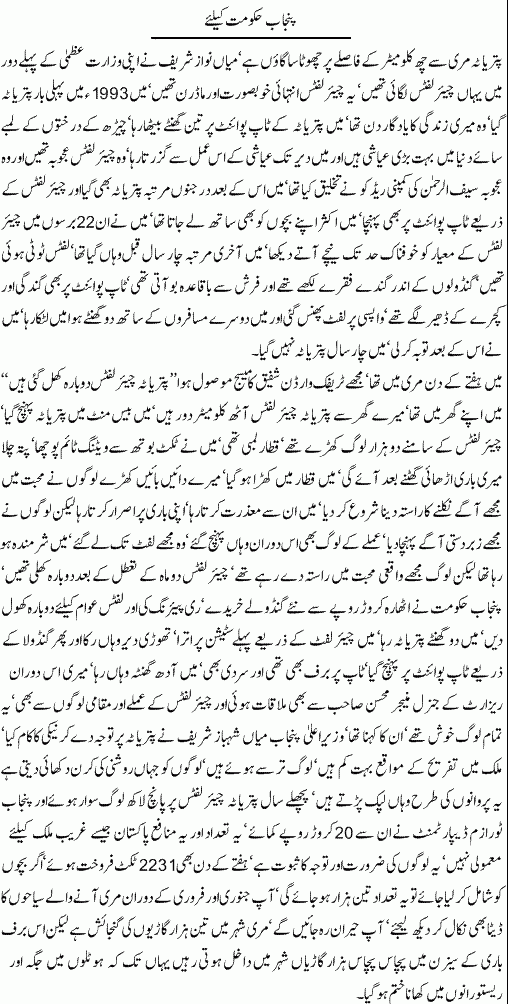 پنجاب حکومت کیلئے
پتریاٹہ مری سے چھ کلومیٹر کے فاصلے پر چھوٹا سا گاؤں ہے‘ میاں نواز شریف نے اپنی وزارت عظمیٰ کے پہلے دور
میں یہاں چیئر لفٹس لگائی تھیں‘ یہ چیئر لفٹس انتہائی خوبصورت اور ماڈرن تھیں‘ میں 1993ء میں پہلی بار پتریاٹہ
گیا‘ وہ میری زندگی کا یادگار دن تھا‘ میں پتریاٹہ کے ٹاپ پوائنٹ پر تین گھنٹے بیٹھا رہا‘ چیڑھ کے درختوں کے لمبے
سائے دنیا میں بہت بڑی عیاشی ہیں اور میں دیر تک عیاشی کے اس عمل سے گزرتا رہا‘ وہ چیئر لفٹس عجوبہ تھیں اور وہ
عجوبہ سیف الرحمٰن کی کمپنی ریڈکو نے تخلیق کیا تھا‘ میں اس کے بعد درجنوں مرتبہ پتریاٹہ بھی گیا اور چیئر لفٹس کے
ذریعے ٹاپ پوائنٹ پر بھی پہنچا‘ میں اکثر اپنے بچوں کو بھی ساتھ لے جاتا تھا‘ میں نے ان 22 برسوں میں چیئر
لفٹس کے معیار کو خوفناک حد تک نیچے آتے دیکھا‘ میں آخری مرتبہ چار سال قبل وہاں گیا تھا‘ لفٹس ٹوٹی ہوئی
تھیں‘ گنڈولوں کے اندر گندے فقرے لکھے تھے اور فرش سے باقاعدہ بو آتی تھی‘ ٹاپ پوائنٹ پر بھی گندگی اور
کچرے کے ڈھیر لگے تھے‘ واپسی پر لفٹ پھنس گئی اور میں دوسرے مسافروں کے ساتھ دو گھنٹے ہوا میں لٹکا رہا‘ میں
نے اس کے بعد توبہ کر لی‘ میں چار سال پتریاٹہ نہیں گیا۔
میں ہفتے کے دن مری میں تھا‘ مجھے ٹریفک وارڈن شفیق کا میسج موصول ہوا ’’پتریاٹہ چیئر لفٹس دوبارہ کھل گئی ہیں‘‘
میں اپنے گھر میں تھا‘ میرے گھر سے پتریاٹہ چیئر لفٹس آٹھ کلومیٹر دور ہیں‘ میں بیس منٹ میں پتریاٹہ پہنچ گیا‘
چیئر لفٹس کے سامنے دو ہزار لوگ کھڑے تھے‘ قطار لمبی تھی‘ میں نے ٹکٹ بوتھ سے ویٹنگ ٹائم پوچھا‘ پتہ چلا
میری باری اڑھائی گھنٹے بعد آئے گی‘ میں قطار میں کھڑا ہو گیا‘ میرے دائیں بائیں کھڑے لوگوں نے محبت میں
مجھے آگے نکلنے کا راستہ دینا شروع کر دیا‘ میں ان سے معذرت کرتا رہا‘ اپنی باری پر اصرار کرتا رہا لیکن لوگوں نے
مجھے زبردستی آگے پہنچا دیا‘ عملے کے لوگ بھی اس دوران وہاں پہنچ گئے‘ وہ مجھے لفٹ تک لے گئے‘ میں شرمندہ ہو
رہا تھا لیکن لوگ مجھے واقعی محبت میں راستہ دے رہے تھے‘ چیئر لفٹس دو ماہ کے تعطل کے بعد دوبارہ کھلی تھیں‘
پنجاب حکومت نے اٹھارہ کروڑ روپے سے نئے گنڈولے خریدے‘ ری پیئرنگ کی اور لفٹس عوام کیلئے دوبارہ کھول
دیں‘ میں دو گھنٹے پتریاٹہ رہا‘ میں چیئر لفٹ کے ذریعے پہلے سٹیشن پر اترا‘ تھوڑی دیر وہاں رکا اور پھر گنڈولا کے
ذریعے ٹاپ پوائنٹ پر پہنچ گیا‘ ٹاپ پر برف بھی تھی اور سردی بھی‘ میں آدھ گھنٹہ وہاں رہا‘ میری اس دوران
ریزارٹ کے جنرل منیجر محسن صاحب سے بھی ملاقات ہوئی اور چیئر لفٹس کے عملے اور مقامی لوگوں سے بھی‘ یہ
تمام لوگ خوش تھے‘ ان کا کہنا تھا‘ وزیراعلیٰ پنجاب میاں شہباز شریف نے پتریاٹہ پر توجہ دے کر نیکی کا کام کیا‘
ملک میں تفریح کے مواقع بہت کم ہیں‘ لوگ ترسے ہوئے ہیں‘ لوگوں کو جہاں روشنی کی کرن دکھائی دیتی ہے
یہ پروانوں کی طرح وہاں لپک پڑتے ہیں‘ پچھلے سال پتریاٹہ چیئر لفٹس پر پانچ لاکھ لوگ سوار ہوئے اور پنجاب
ٹورازم ڈیپارٹمنٹ نے ان سے 20 کروڑ روپے کمائے‘ یہ تعداد اور یہ منافع پاکستان جیسے غریب ملک کیلئے
معمولی نہیں‘ یہ لوگوں کی ضرورت اور توجہ کا ثبوت ہے‘ ہفتے کے دن بھی 2231 ٹکٹ فروخت ہوئے‘ اگر بچوں
کو شامل کر لیا جائے تو یہ تعداد تین ہزار ہو جائے گی‘ آپ جنوری اور فروری کے دوران مری آنے والے سیاحوں کا
ڈیٹا بھی نکال کر دیکھ لیجئے‘ آپ حیران رہ جائیں گے‘ مری شہر میں تین ہزار گاڑیوں کی گنجائش ہے لیکن اس برف
باری کے سیزن میں پچاس پچاس ہزار گاڑیاں شہر میں داخل ہوتی رہیں یہاں تک کہ ہوٹلوں میں جگہ اور
ریستورانوں میں کھانا ختم ہو گیا۔